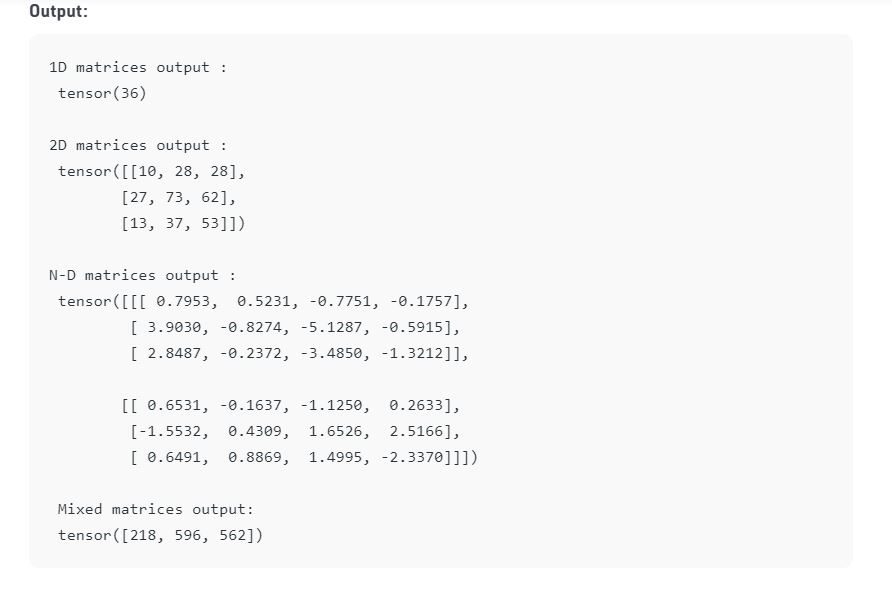 Output:
1D matrices output :
 tensor(36)
2D matrices output :
 tensor([[10, 28, 28],
        [27, 73, 62],
        [13, 37, 53]])
N-D matrices output :
 tensor([[[ 0.7953,  0.5231, -0.7751, -0.1757],
         [ 3.9030, -0.8274, -5.1287, -0.5915],
         [ 2.8487, -0.2372, -3.4850, -1.3212]],
        [[ 0.6531, -0.1637, -1.1250,  0.2633],
         [-1.5532,  0.4309,  1.6526,  2.5166],
         [ 0.6491,  0.8869,  1.4995, -2.3370]]])
 Mixed matrices output:
 tensor([218, 596, 562])